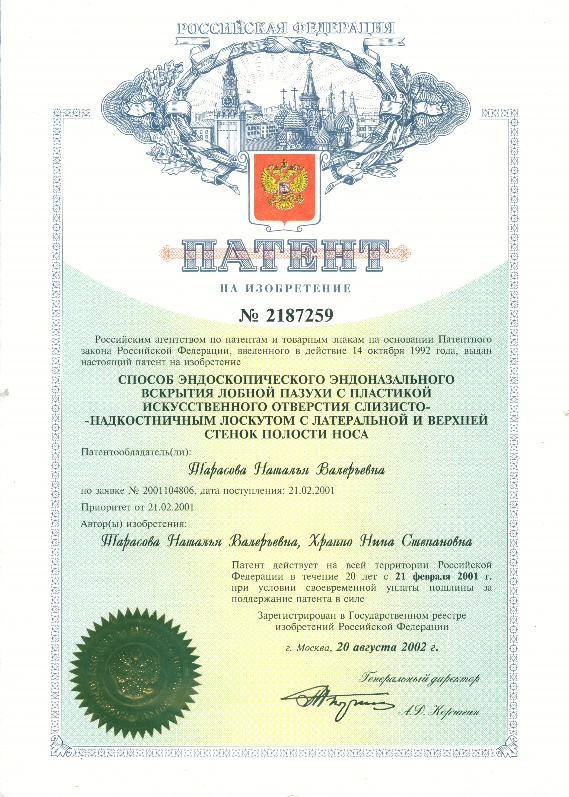 РОССИЙСКАЯ ФЕДЕРАЦИЯ
ПАТЕНТ
НА ИЗОБРЕТЕНИЕ
№ 2187259
Российским агентством по патентам и товарным знакам на основании Патентного
закона Российской Федерации, введенного в действие 14 октября 1992 года, выдан
настоящий патент на изобретение
СПОСОБ ЭНДОСКОПИЧЕСКОГО ЭНДОНАЗАЛЬНОГО
ВСКРЫТИЯ ЛОБНОЙ ПАЗУХИ С ПЛАСТИКОЙ
ИСКУССТВЕННОГО ОТВЕРСТИЯ СЛИЗИСТО-
-НАДКОСТНИЧНЫМ ЛОСКУТОМ С ЛАТЕРАЛЬНОЙ И ВЕРХНЕЙ
СТЕНОК ПОЛОСТИ НОСА
Патентообладатель(ли):
Тарасова Наталья Валерьевна
по заявке № 2001104806, дата поступления: 21.02.2001
Приоритет от 21.02.2001
Автор(ы) изобретения:
Тарасова Наталья Валерьевна, Храппо Нина Степановна
Патент действует на всей территории Российской
Федерации в течение 20 лет с 21 февраля 2001 г.
при условии своевременной уплаты пошлины за
поддержание патента в силе
Зарегистрирован в Государственном реестре
изобретений Российской Федерации
г. Москва, 20 августа 2002 г.
Генеральный директор
А.Д. Корчагин